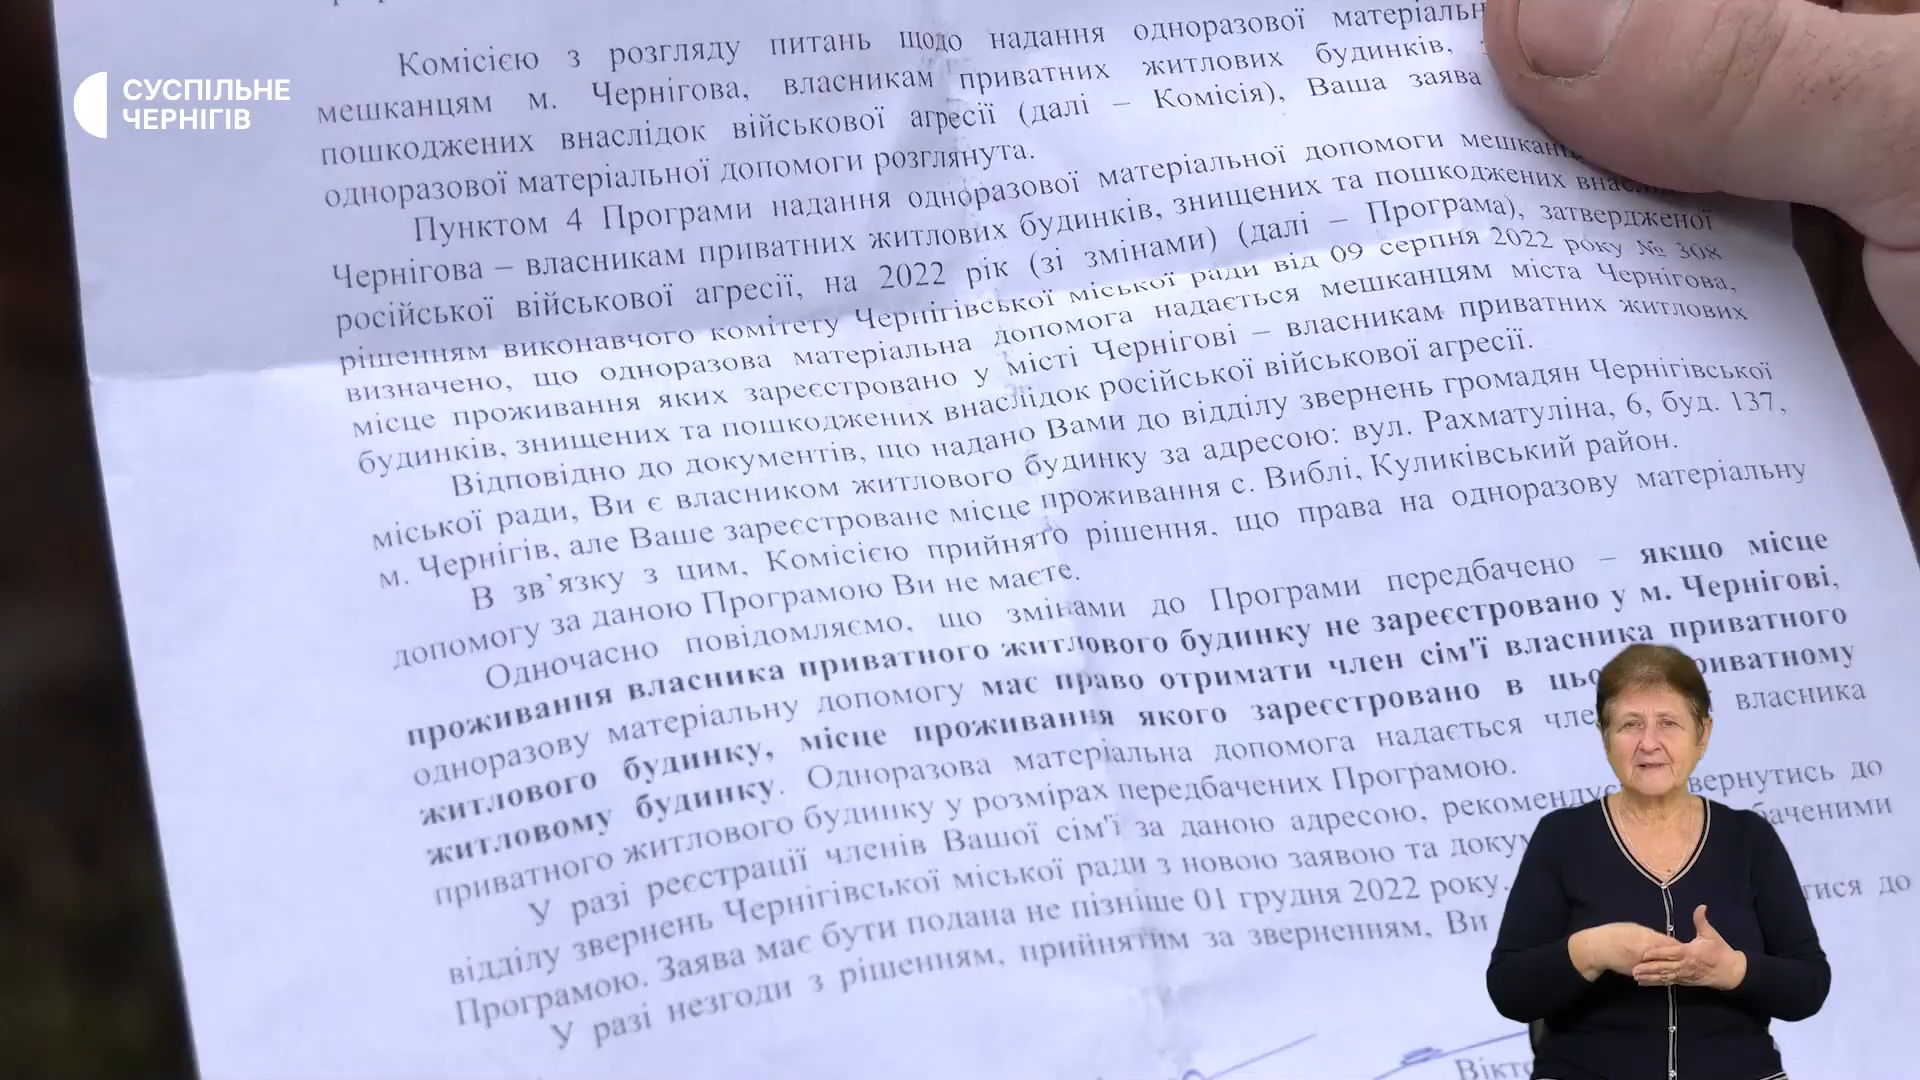 СУСПІЛЬНЕ
ЧЕРНІГІВ
Комісією з розгляду питань щодо надання одноразової
мешканцям м. Чернігова, власникам приватних житлових будинків,
пошкоджених внаслідок військової агресії (далі – Комісія), Ваша заява
одноразової матеріальної допомоги розглянута.
Пунктом 4 Програми надання одноразової матеріальної допомоги
Чернігова – власникам приватних житлових будинків, знищених та пошкоджених
російської військової агресії, на 2022 рік (зі змінами) (далі – Програма), затвердженої
рішенням виконавчого комітету Чернігівської міської ради від 09 серпня 2022 року № 308
визначено, що одноразова матеріальна допомога надається мешканцям міста Чернігова,
місце проживання яких зареєстровано у місті Чернігові – власникам приватних житлових
будинків, знищених та пошкоджених внаслідок російської військової агресії.
Відповідно до документів, що надано Вами до відділу звернень громадян Чернігівської
міської ради, Ви є власником житлового будинку за адресою: вул. Рахматуліна, 6, буд. 137,
м. Чернігів, але Ваше зареєстроване місце проживання с. Виблі, Куликівський район.
В зв’язку з цим, Комісією прийнято рішення, що права на одноразову матеріальну
допомогу за даною Програмою Ви не маєте.
Одночасно повідомляємо, що змінами до Програми передбачено – якщо місце
проживання власника приватного житлового будинку не зареєстровано у м. Чернігові,
одноразову матеріальну допомогу має право отримати член сім'ї власника приватного
житлового будинку, місце проживання якого зареєстровано в
житловому будинку. Одноразова матеріальна допомога надається власника
приватного житлового будинку у розмірах передбачених Програмою.
У разі реєстрації членів Вашої сім'ї за даною адресою, до
відділу звернень Чернігівської міської ради з новою заявою та
Програмою. Заява має бути подана не пізніше 01 грудня 2022 року. до
У разі незгоди з рішенням, прийнятим за зверненням, Ви